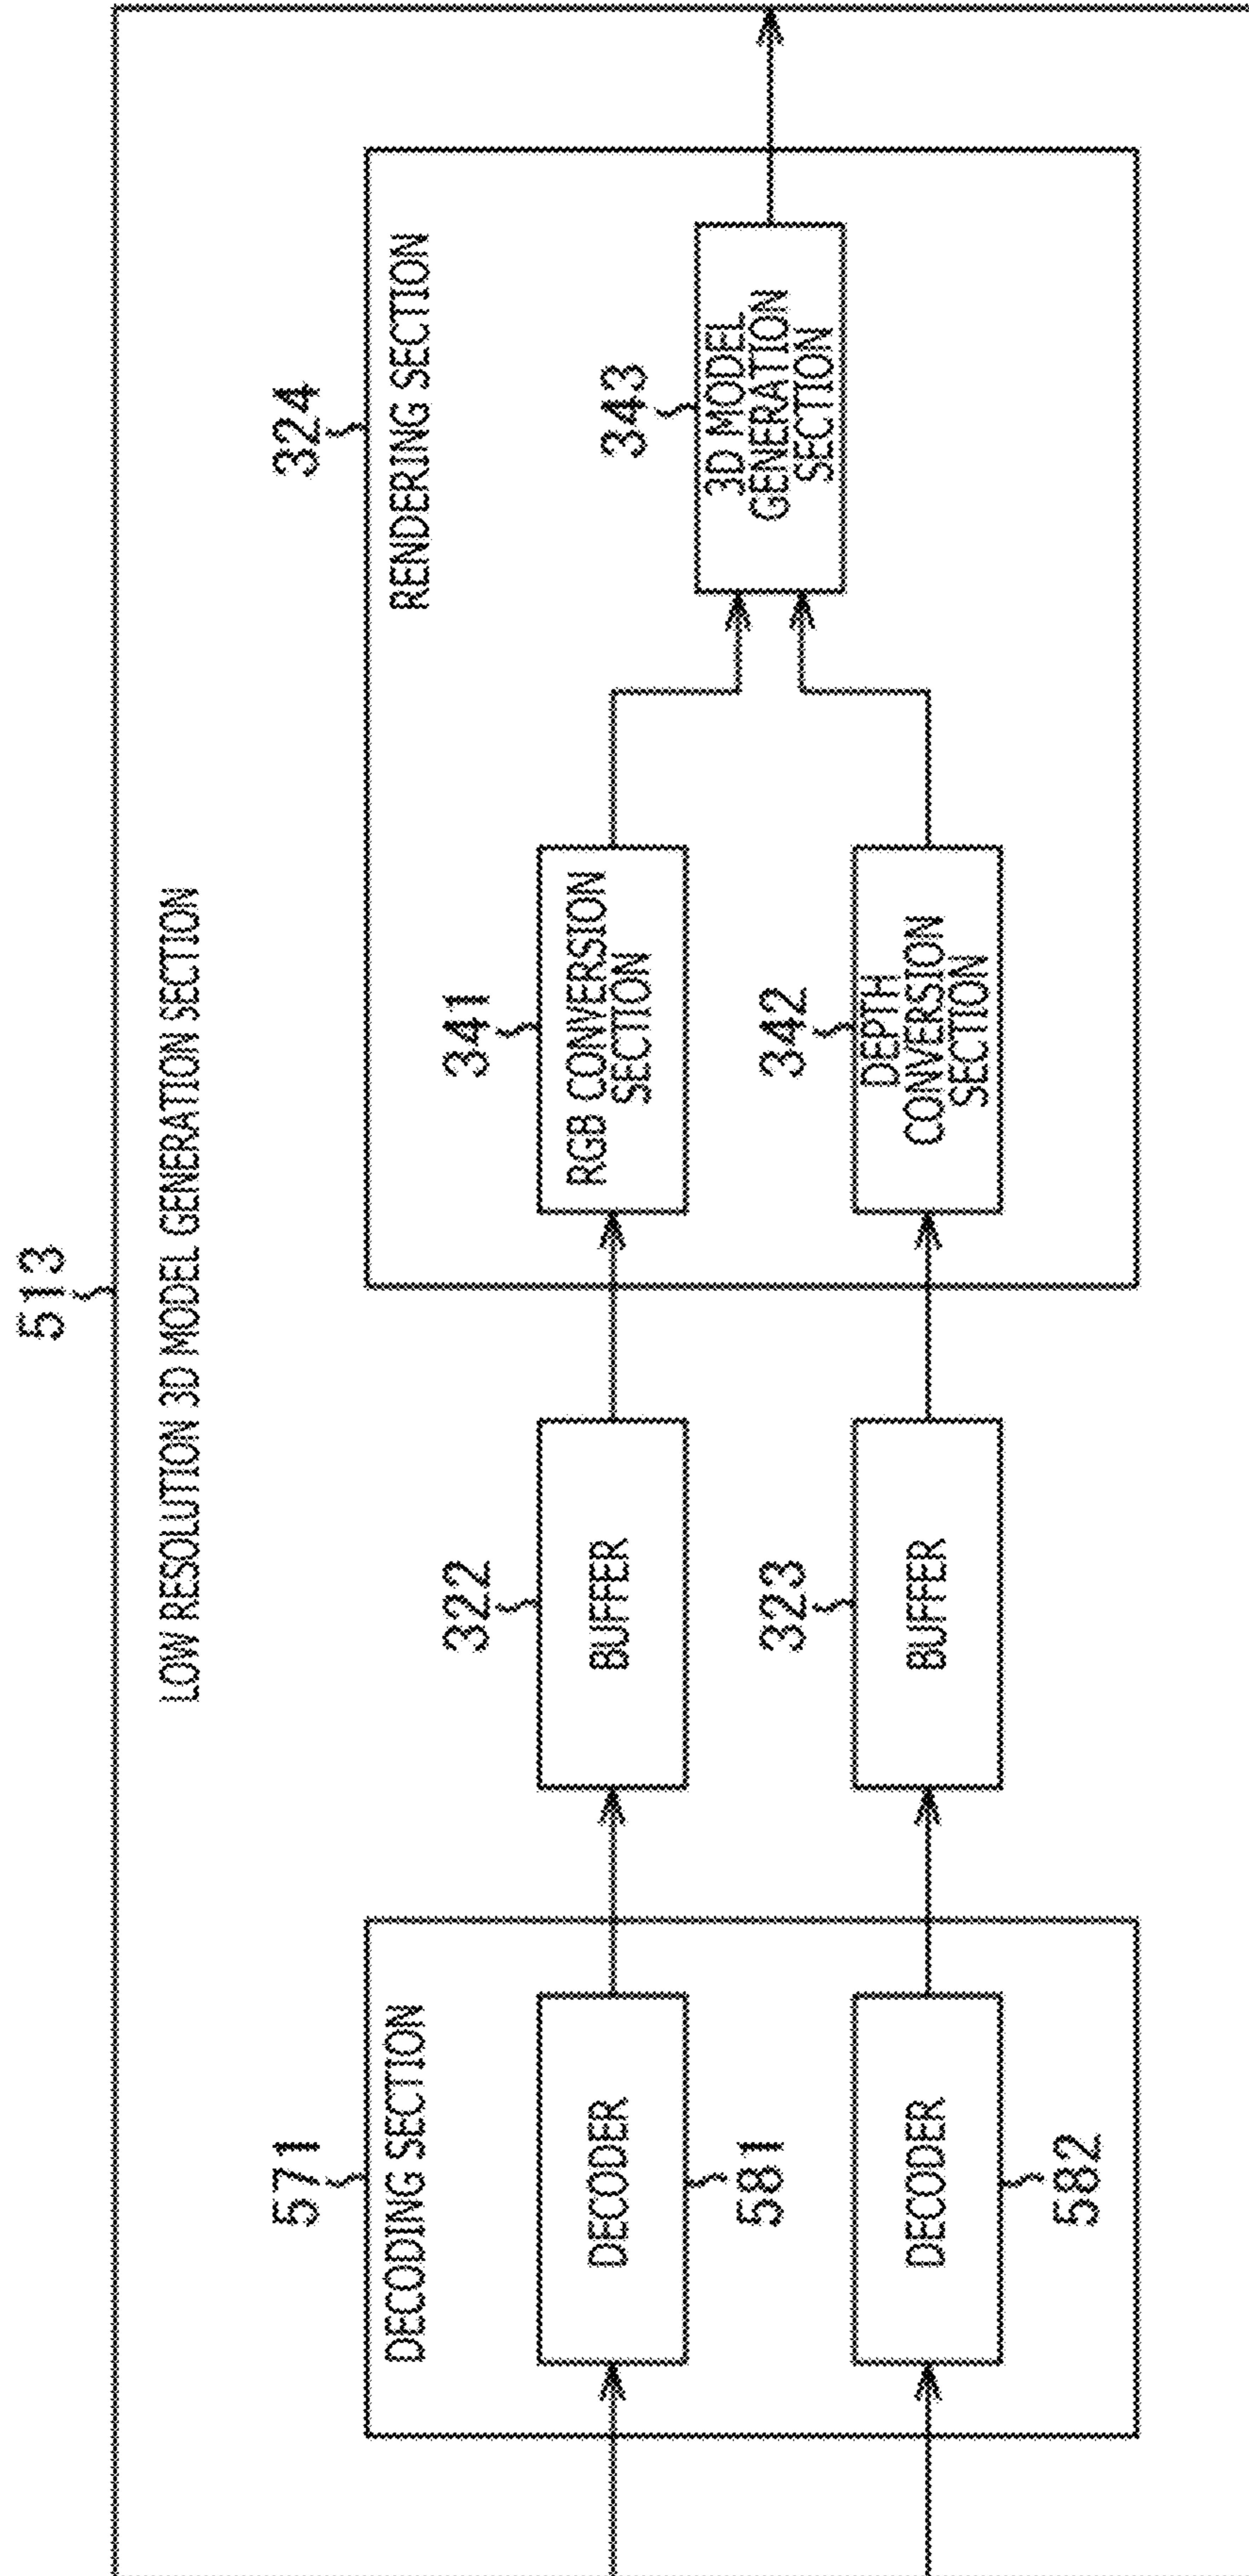 513
LOW RESOLUTION 3D MODEL GENERATION SECTION
571
DECODING SECTION
DECODER
581
DECODER
582
322
BUFFER
323
BUFFER
324
RENDERING SECTION
341
RGB CONVERSION
SECTION
342
DEPTH
CONVERSION
SECTION
343
3D MODEL
GENERATION
SECTION